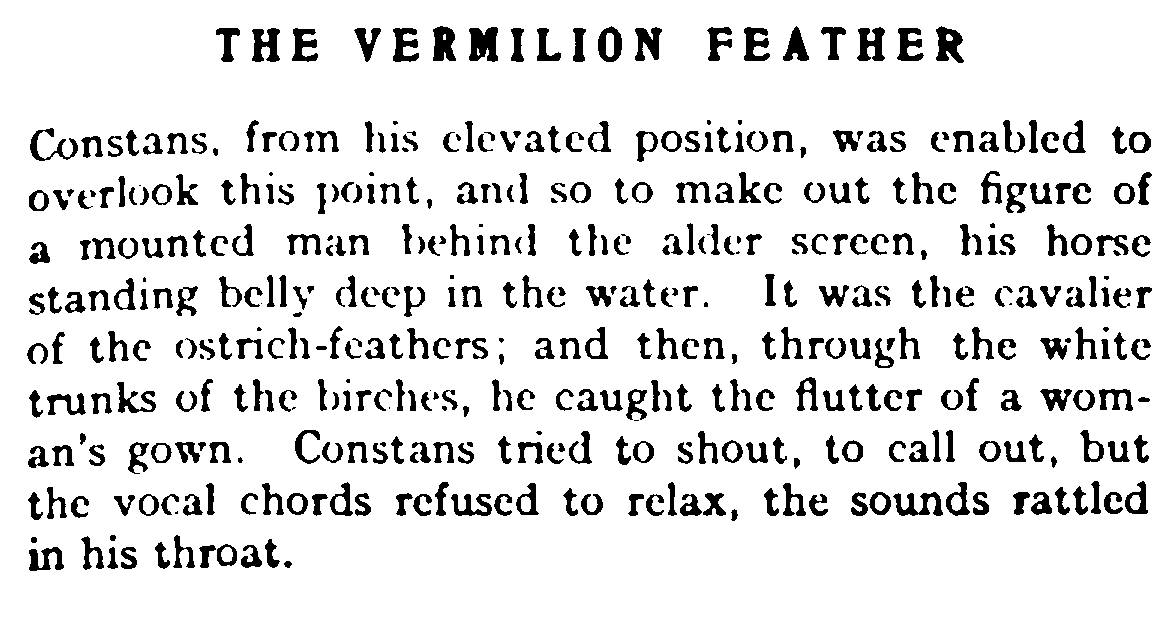 THE VERMILION FEATHER
Constans, from his elevated position, was enabled to
overlook this point, and so to make out the figure of
a mounted man behind the alder screen, his horse
standing belly deep in the water. It was the cavalier
of the ostrich-feathers; and then, through the white
trunks of the birches, he caught the flutter of a wom-
an's gown. Constans tried to shout, to call out, but
the vocal chords refused to relax, the sounds rattled
in his throat.